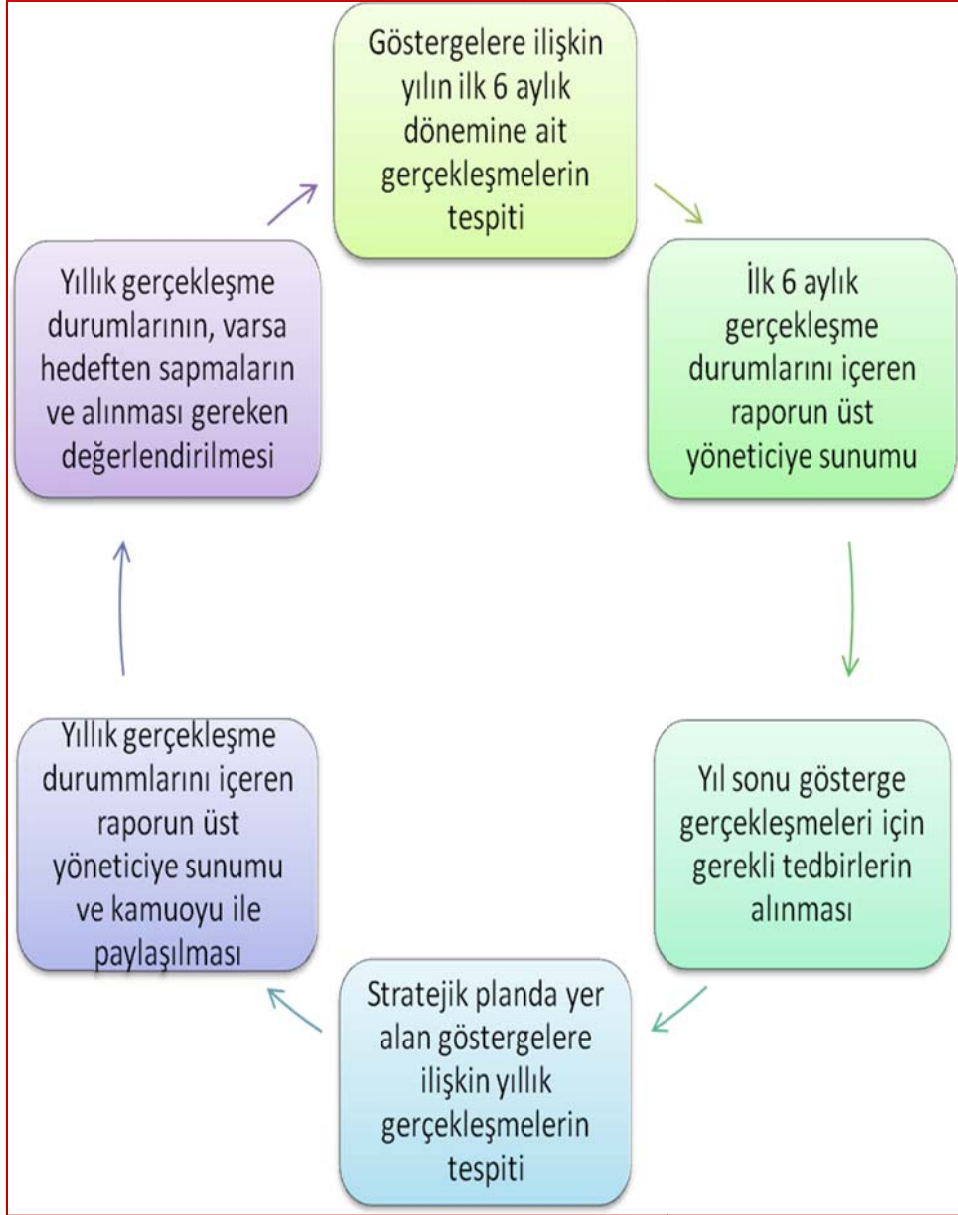 Göstergelere ilişkin
yılın ilk 6 aylık
dönemine ait
gerçekleşmelerin
tespiti
İlk 6 aylık
gerçekleşme
durumlarını içeren
raporun üst
yöneticiye sunumu
Yıl sonu gösterge
gerçekleşmeleri için
gerekli tedbirlerin
alınması
Stratejik planda yer
alan göstergelere
ilişkin yıllık
gerçekleşmelerin
tespiti
Yıllık gerçekleşme
durummlarını içeren
raporun üst
yöneticiye sunumu
ve kamuoyu ile
paylaşılması
Yıllık gerçekleşme
durumlarının, varsa
hedeften sapmaların
ve alınması gereken
değerlendirilmesi